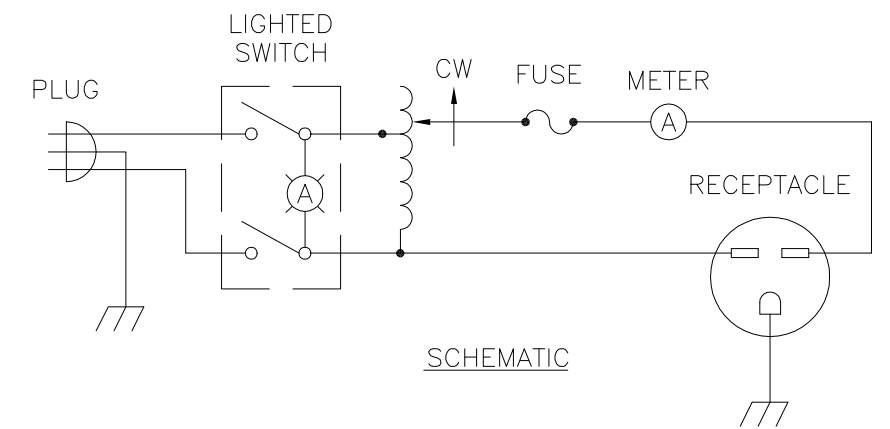 LIGHTED
SWITCH
PLUG
CW
FUSE
METER
A
RECEPTACLE
A
SCHEMATIC